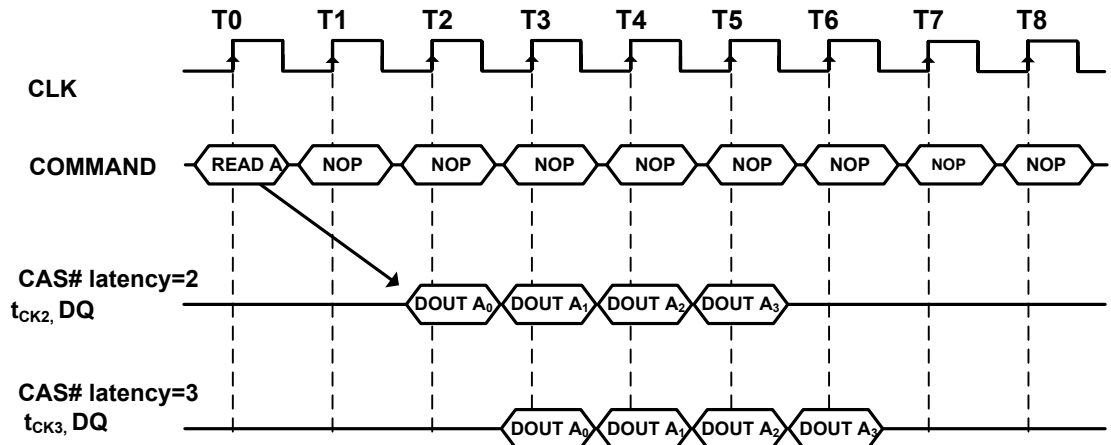 T0 T1 T2 T3 T4 T5 T6 T7 T8
CLK
COMMAND READ A NOP NOP NOP NOP NOP NOP NOP NOP
CAS# latency=2
tCK2, DQ DOUT A0 DOUT A1 DOUT A2 DOUT A3
CAS# latency=3
tCK3, DQ DOUT A0 DOUT A1 DOUT A2 DOUT A3